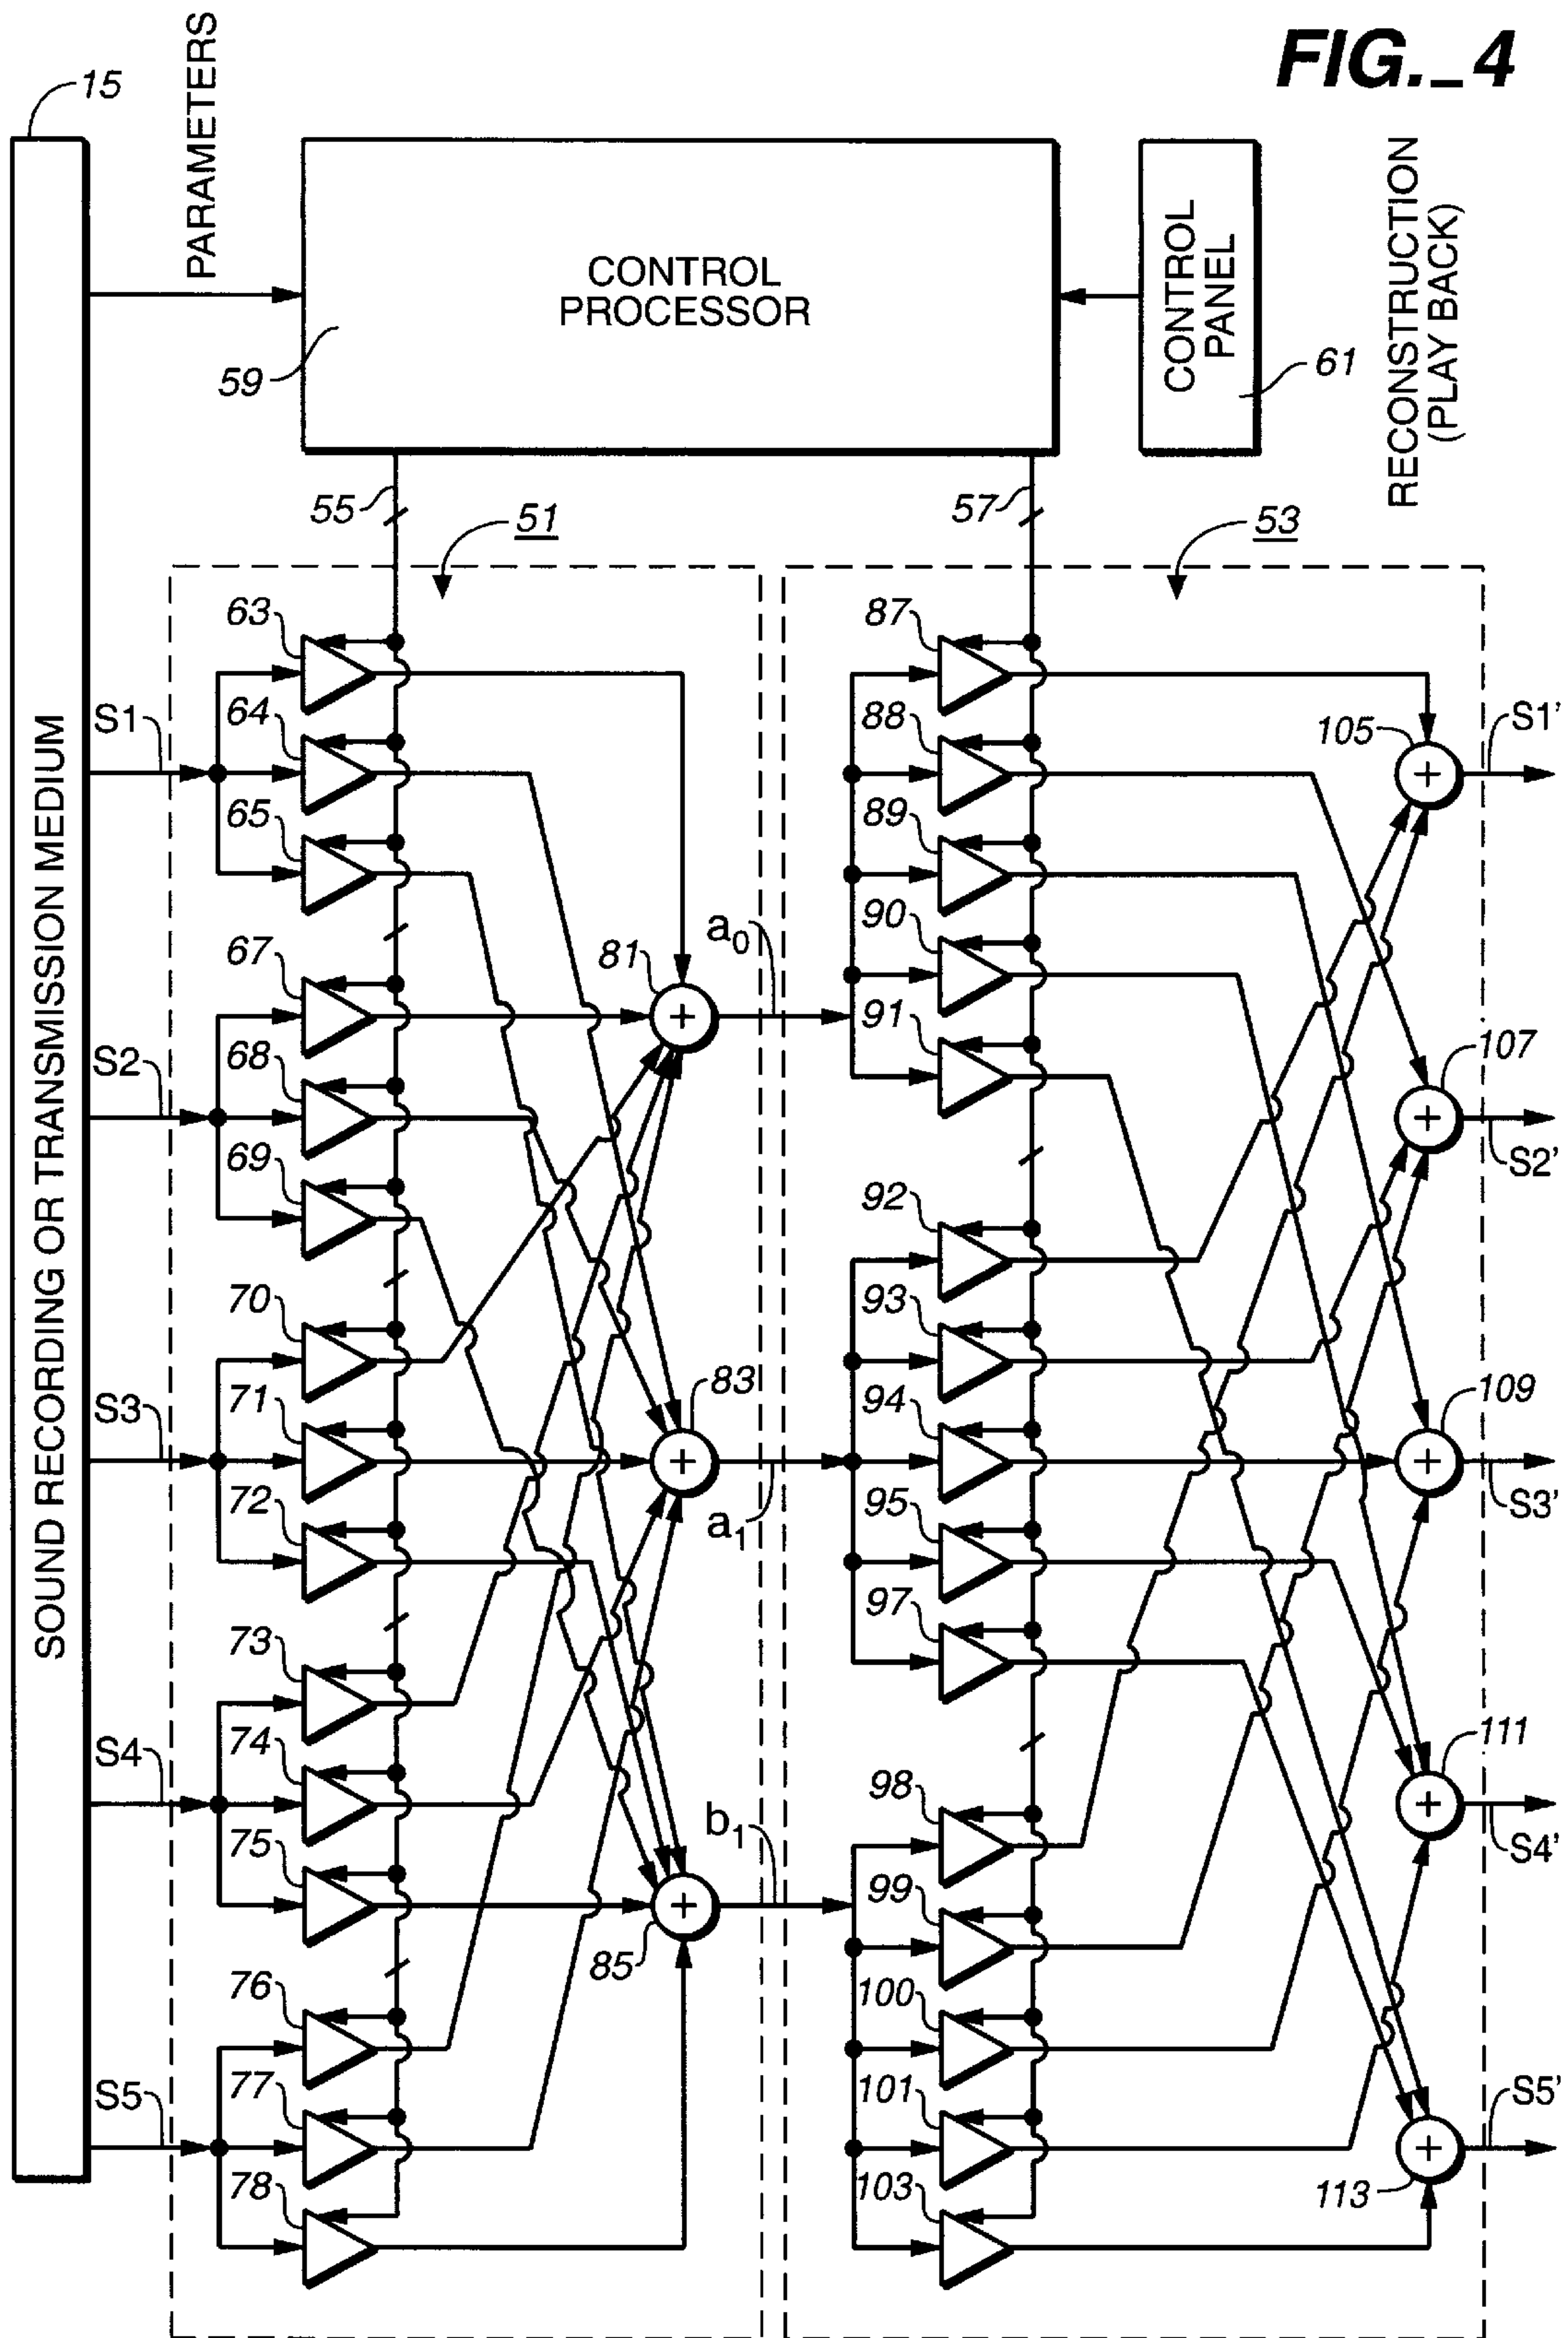 FIG._4
15
PARAMETERS
CONTROL
PROCESSOR
59
CONTROL
PANEL
61
RECONSTRUCTION
(PLAY BACK)
SOUND RECORDING OR TRANSMISSION MEDIUM
55
51
57
53
63
64
65
67
68
69
70
71
72
73
74
75
76
77
78
S1
S2
S3
S4
S5
81
83
85
a0
a1
b1
87
88
89
90
91
92
93
94
95
97
98
99
100
101
103
105
107
109
111
113
S1'
S2'
S3'
S4'
S5'